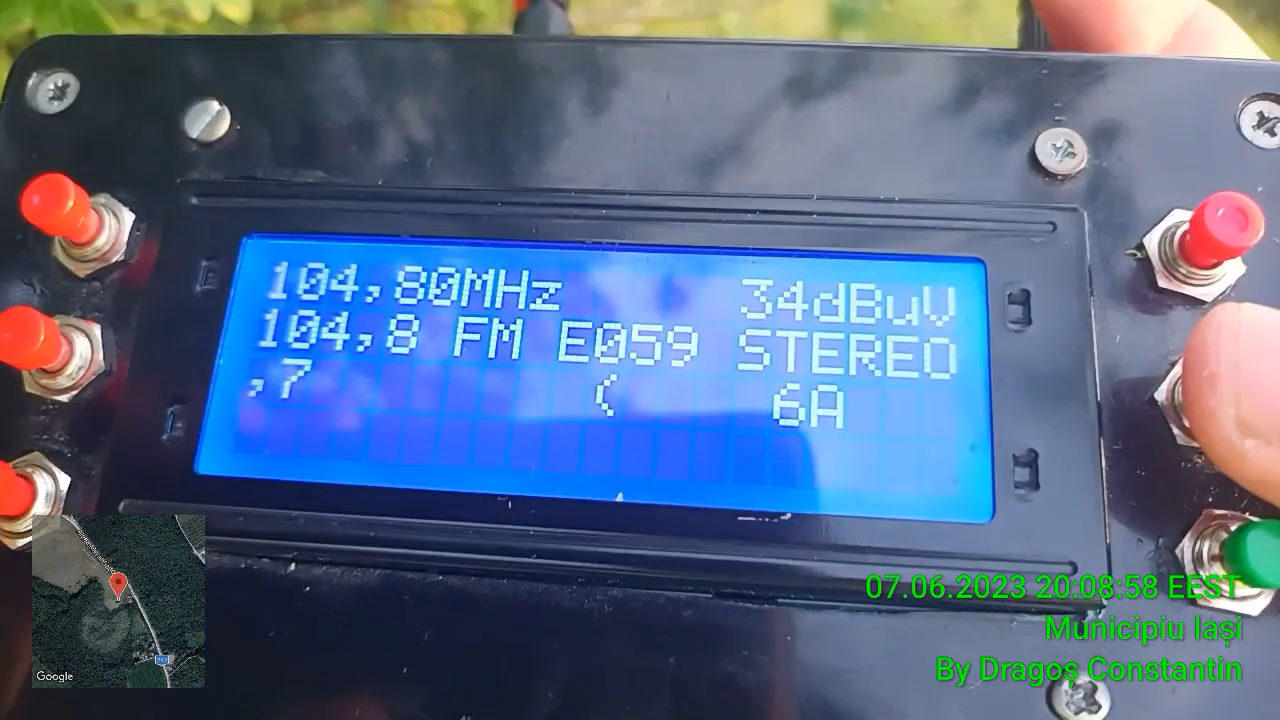 104,80MHz 34dBuV
104,8 FM E059 STEREO
,7 ( 6A
07.06.2023 20:08:58 EEST
Municipiu Iași
By Dragoș Constantin
Google